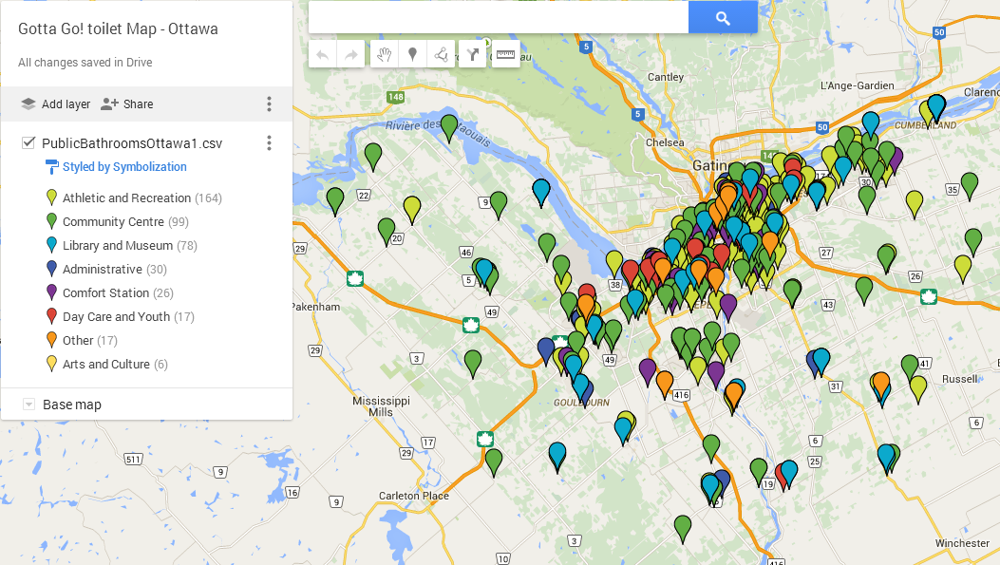 Gotta Go! toilet Map - Ottawa
All changes saved in Drive
Add layer
Share
PublicBathroomsOttawa1.csv
Styled by Symbolization
Athletic and Recreation (164)
Community Centre (99)
Library and Museum (78)
Administrative (30)
Comfort Station (26)
Day Care and Youth (17)
Other (17)
Arts and Culture (6)
Base map
5
50
Cantley
L'Ange-Gardien
148
5
Clarenc
Rivière des Outaouais
50
CUMBERLAND
Chelsea
Gatin
22
9
30
35
20
29
46
27
5
38
26
Pakenham
49
43
29
3
49
41
Russell
31
416
Mississippi
Mills
GOULBOURN
6
17
6
29
25
511
9
16
19
Carleton Place
9
3
Winchester
10
416